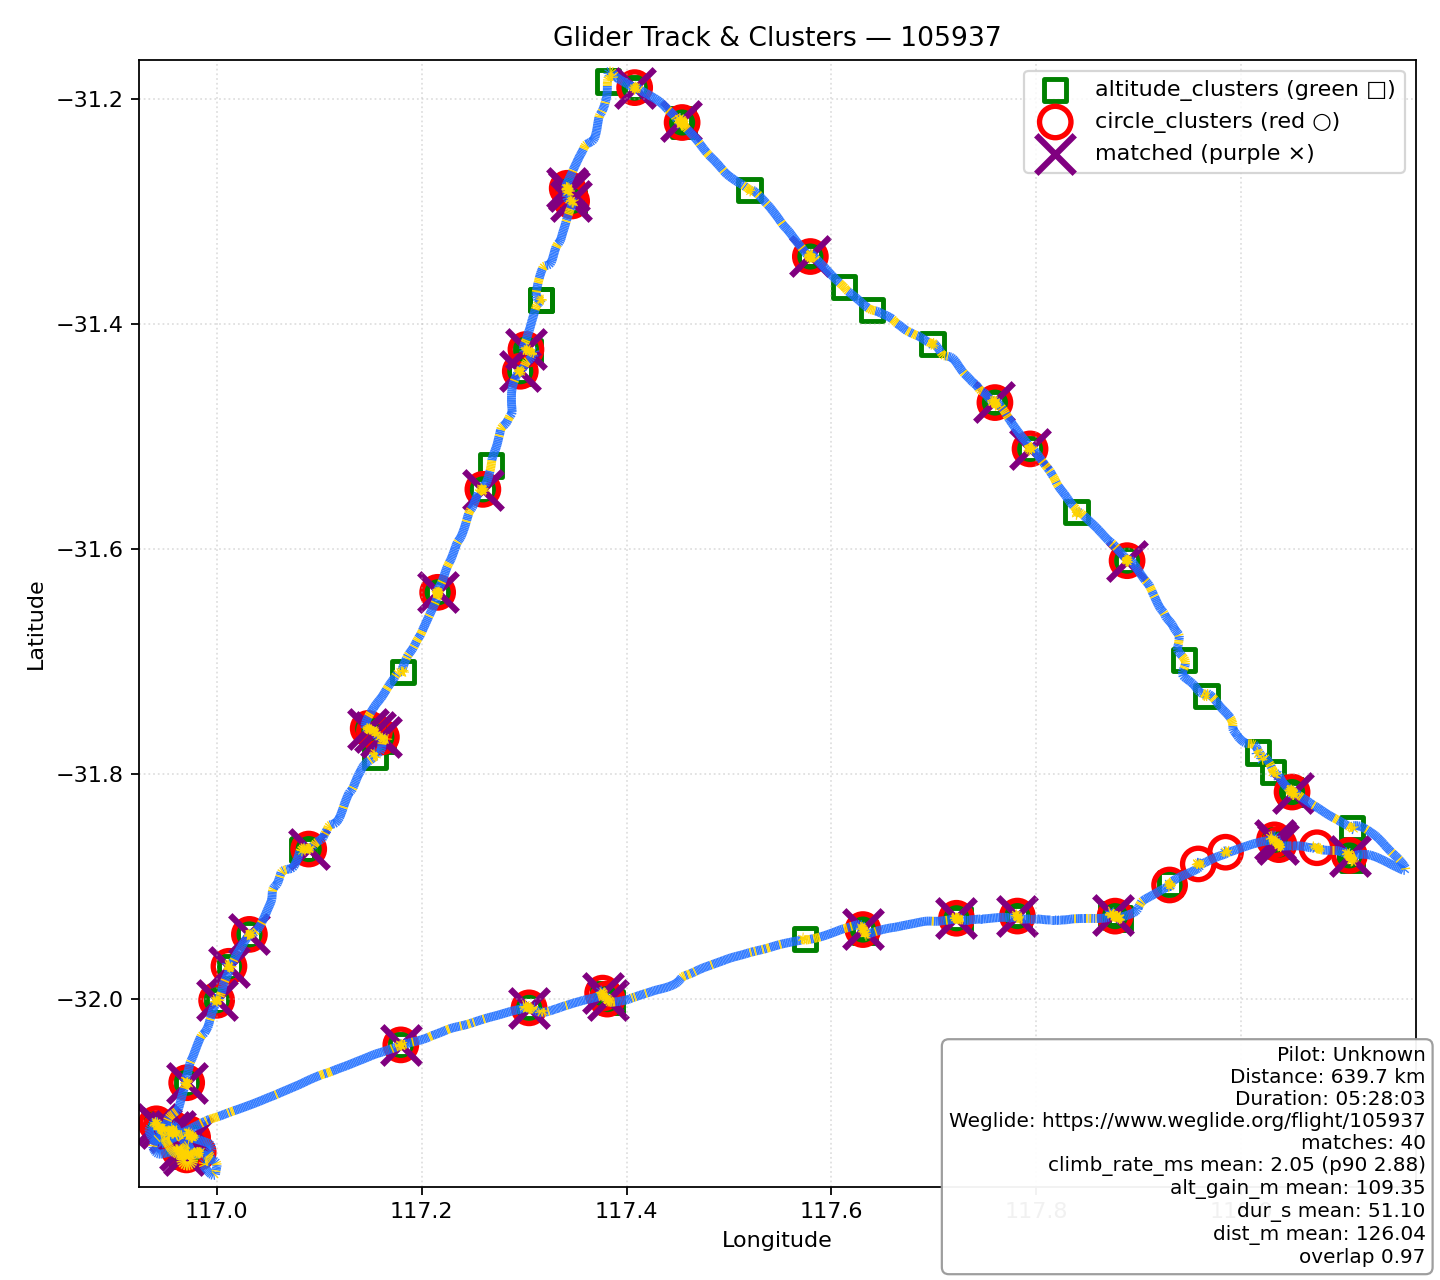 Glider Track & Clusters — 105937
altitude_clusters (green □)
circle_clusters (red ○)
matched (purple ×)
Latitude
−31.2
−31.4
−31.6
−31.8
−32.0
117.0
117.2
117.4
117.6
117.8
Longitude
Pilot: Unknown
Distance: 639.7 km
Duration: 05:28:03
Weglide: https://www.weglide.org/flight/105937
matches: 40
climb_rate_ms mean: 2.05 (p90 2.88)
alt_gain_m mean: 109.35
dur_s mean: 51.10
dist_m mean: 126.04
overlap 0.97